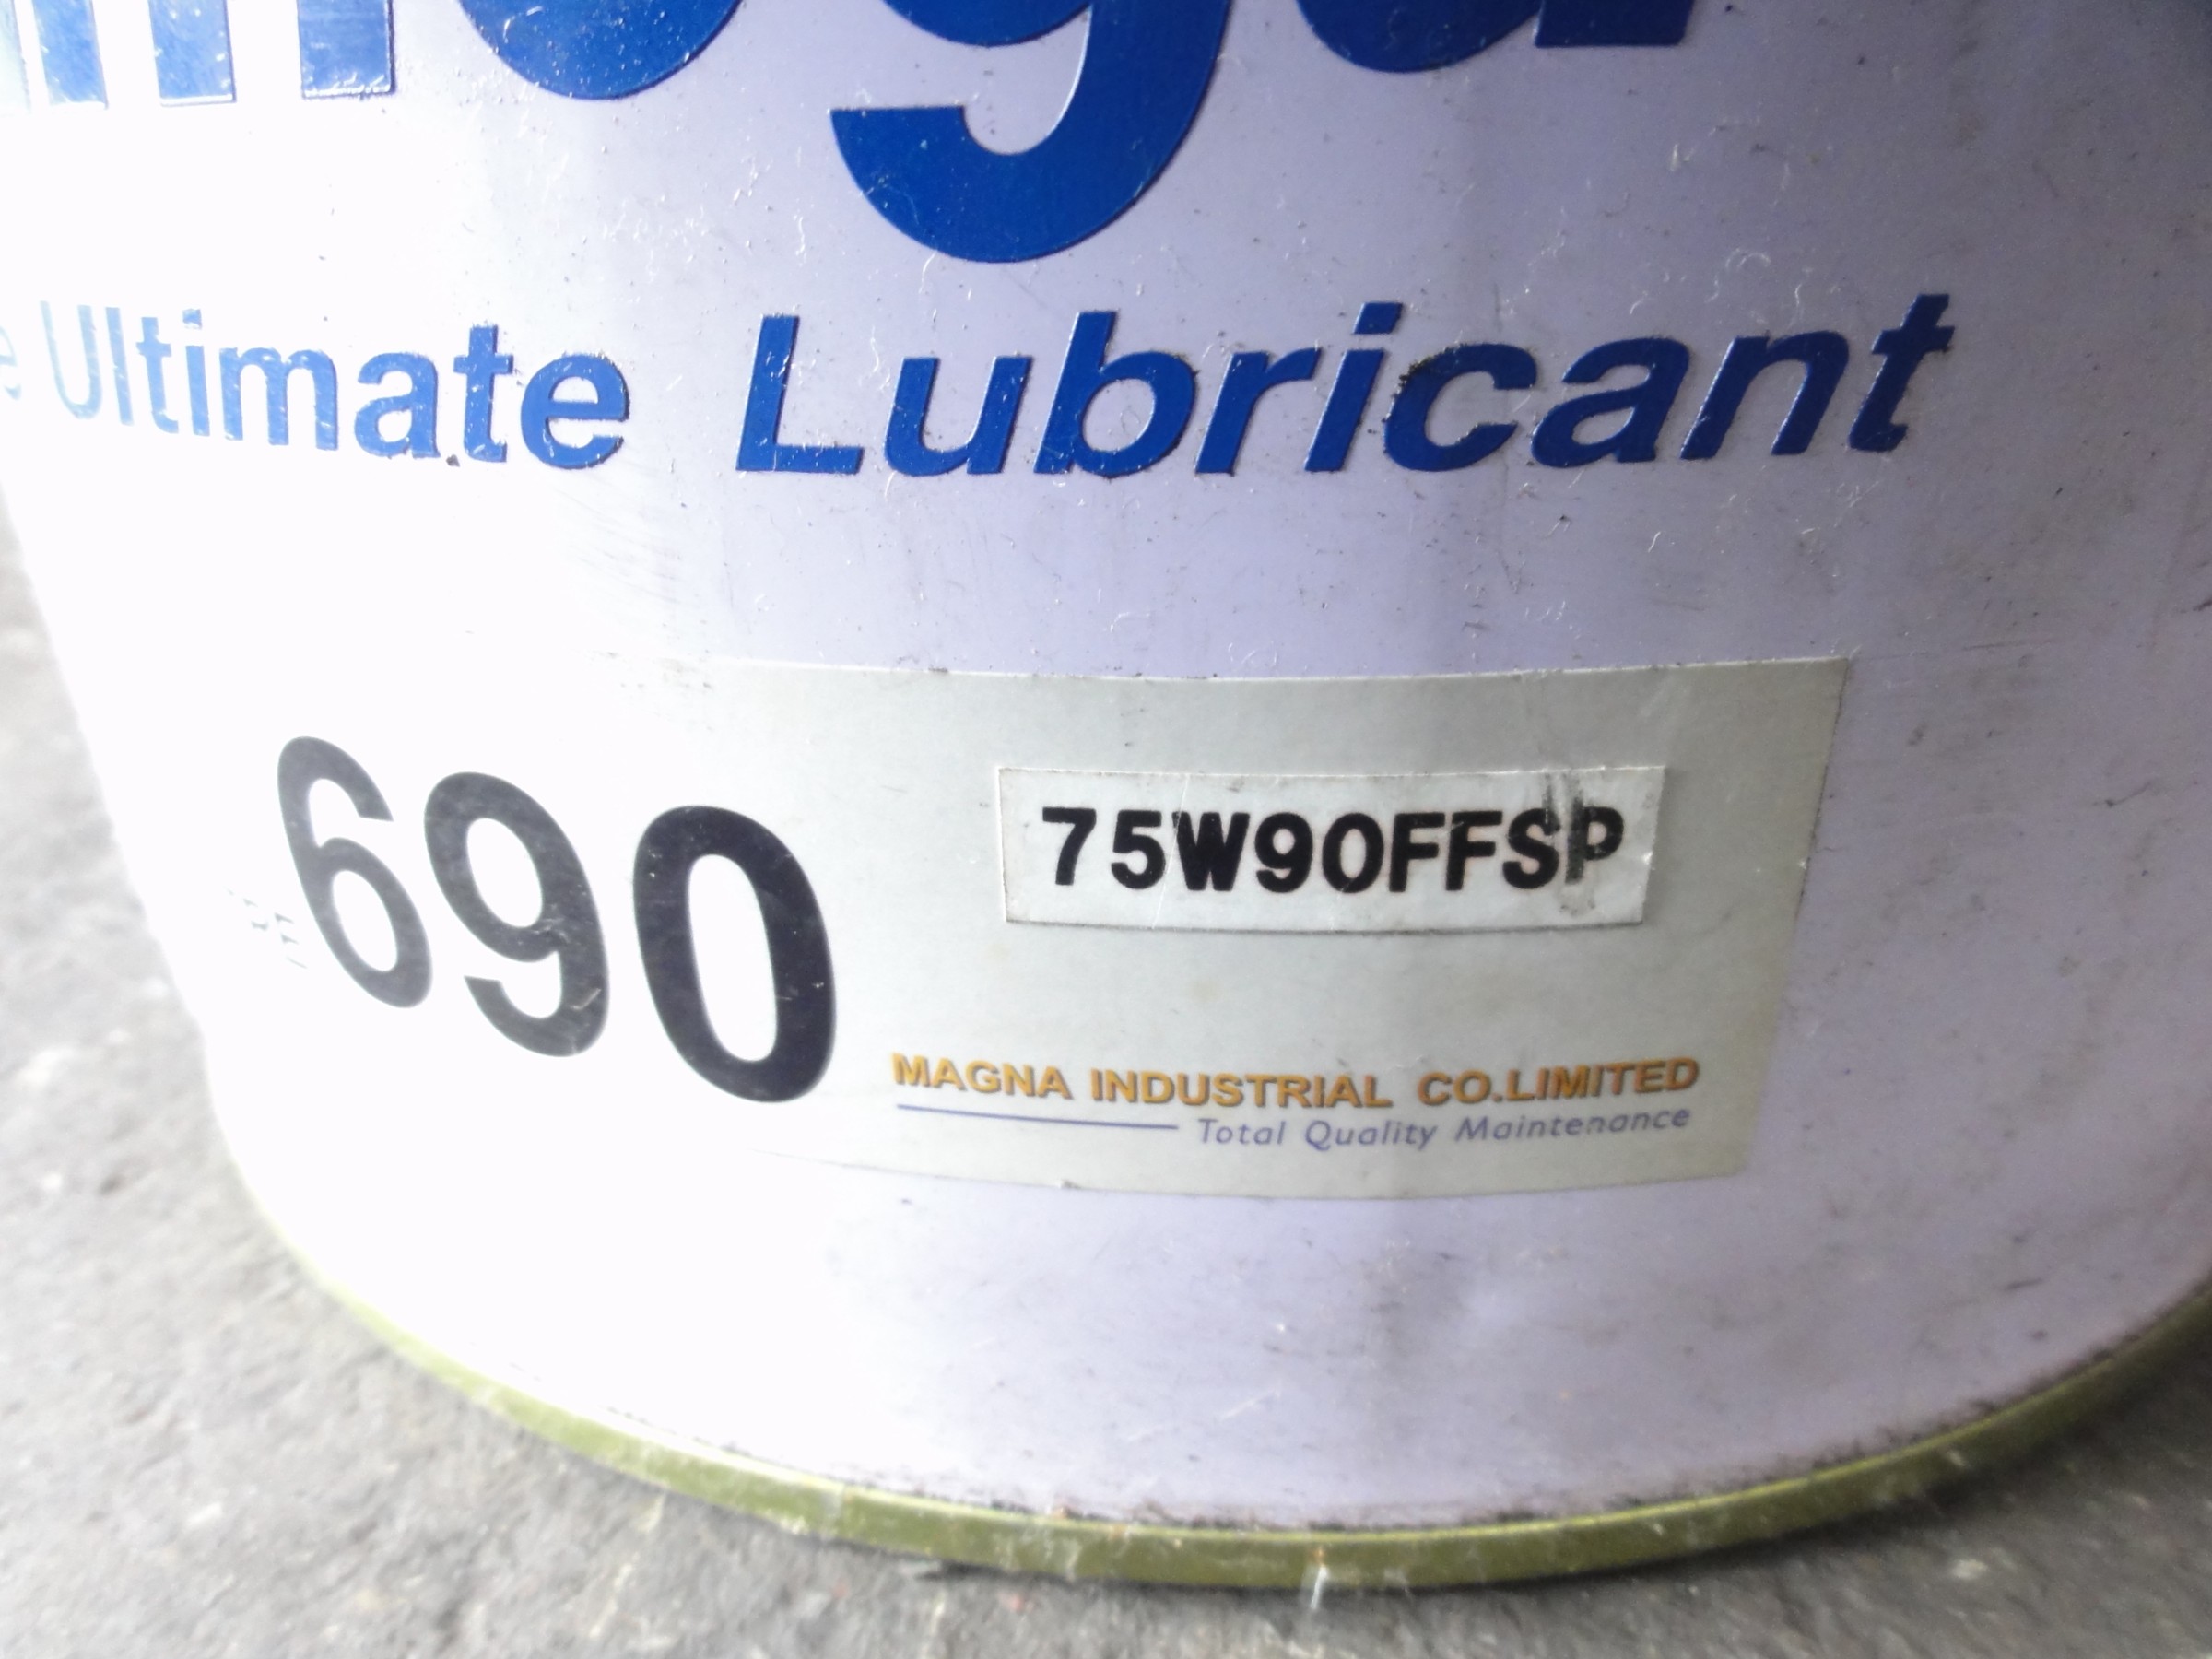 Ultimate Lubricant
690
75W90FFSP
MAGNA INDUSTRIAL CO.LIMITED
Total Quality Maintenance